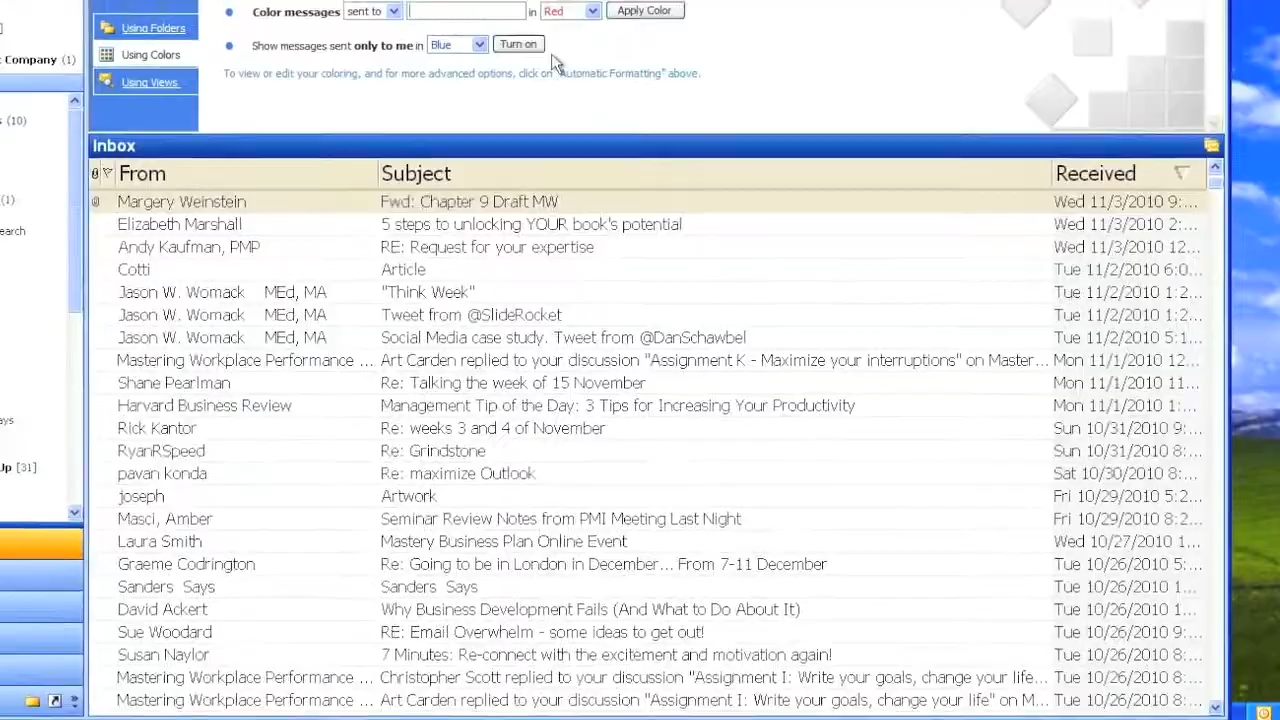 Color messages sent to in Red Apply Color
Using Folders
Show messages sent only to me in Blue Turn on
Company (1)
Using Colors
To view or edit your coloring, and for more advanced options, click on "Automatic Formatting" above.
Using Views
(10)
Inbox
From Subject Received
Margery Weinstein Fwd: Chapter 9 Draft MW Wed 11/3/2010 9:...
(1)
Elizabeth Marshall 5 steps to unlocking YOUR book's potential Wed 11/3/2010 2:...
earch
Andy Kaufman, PMP RE: Request for your expertise Wed 11/3/2010 12...
Cotti Article Tue 11/2/2010 6:0...
Jason W. Womack MEd, MA "Think Week" Tue 11/2/2010 1:2...
Jason W. Womack MEd, MA Tweet from @SlideRocket Tue 11/2/2010 1:2...
Jason W. Womack MEd, MA Social Media case study. Tweet from @DanSchawbel Tue 11/2/2010 5:1...
Mastering Workplace Performance ... Art Carden replied to your discussion "Assignment K - Maximize your interruptions" on Master... Mon 11/1/2010 12...
Shane Pearlman Re: Talking the week of 15 November Mon 11/1/2010 11...
Harvard Business Review Management Tip of the Day: 3 Tips for Increasing Your Productivity Mon 11/1/2010 1:...
ays
Rick Kantor Re: weeks 3 and 4 of November Sun 10/31/2010 9:...
RyanRSpeed Re: Grindstone Sun 10/31/2010 8:...
Up [31]
pavan konda Re: maximize Outlook Sat 10/30/2010 8:...
joseph Artwork Fri 10/29/2010 5:2...
Masci, Amber Seminar Review Notes from PMI Meeting Last Night Fri 10/29/2010 8:2...
Laura Smith Mastery Business Plan Online Event Wed 10/27/2010 1...
Graeme Codrington Re: Going to be in London in December... From 7-11 December Tue 10/26/2010 5:...
Sanders Says Sanders Says Tue 10/26/2010 1...
David Ackert Why Business Development Fails (And What to Do About It) Tue 10/26/2010 1...
Sue Woodard RE: Email Overwhelm - some ideas to get out! Tue 10/26/2010 9:...
Susan Naylor 7 Minutes: Re-connect with the excitement and motivation again! Tue 10/26/2010 8:...
Mastering Workplace Performance ... Christopher Scott replied to your discussion "Assignment I: Write your goals, change your life... Tue 10/26/2010 8:...
Mastering Workplace Performance ... Art Carden replied to your discussion "Assignment I: Write your goals, change your life" on M... Tue 10/26/2010 8:...